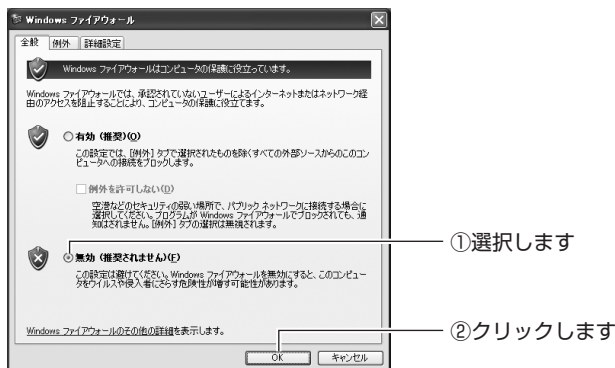 Windows ファイアウォール
全般 例外 詳細設定
Windows ファイアウォールはコンピュータの保護に役立っています。
Windows ファイアウォールでは、承認されていないユーザーによるインターネットまたはネットワーク経
由のアクセスを阻止することにより、コンピュータの保護に役立てます。
有効 (推奨)(O)
この設定では、[例外] タブで選択されたものを除くすべての外部ソースからのこのコン
ピュータへの接続をブロックします。
例外を許可しない(D)
空港などのセキュリティの弱い場所で、パブリック ネットワークに接続する場合に
選択してください。プログラムが Windows ファイアウォールでブロックされても、通
知はされません。[例外] タブの選択は無視されます。
無効 (推奨されません)(F)
この設定は避けてください。Windows ファイアウォールを無効にすると、このコンピュー
タをウイルスや侵入者にさらす危険性が増す可能性があります。
Windows ファイアウォールのその他の詳細を表示します。
OK キャンセル
①選択します
②クリックします